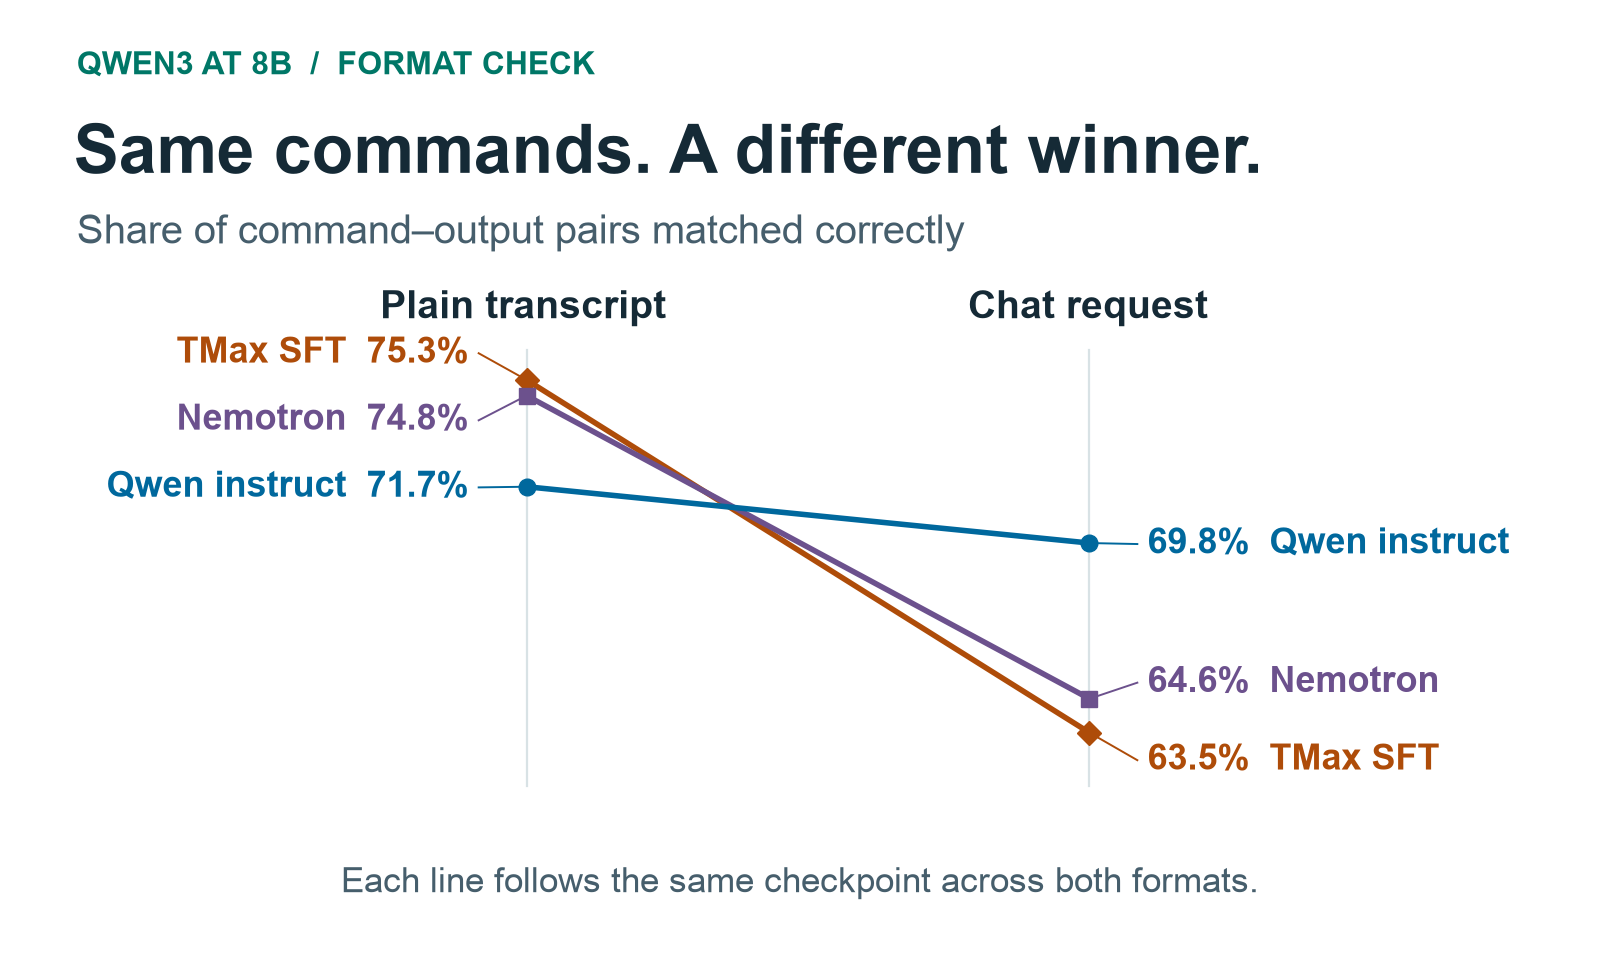 QWEN3 AT 8B / FORMAT CHECK
Same commands. A different winner.
Share of command–output pairs matched correctly
Plain transcript
Chat request
TMax SFT 75.3%
Nemotron 74.8%
Qwen instruct 71.7%
69.8% Qwen instruct
64.6% Nemotron
63.5% TMax SFT
Each line follows the same checkpoint across both formats.